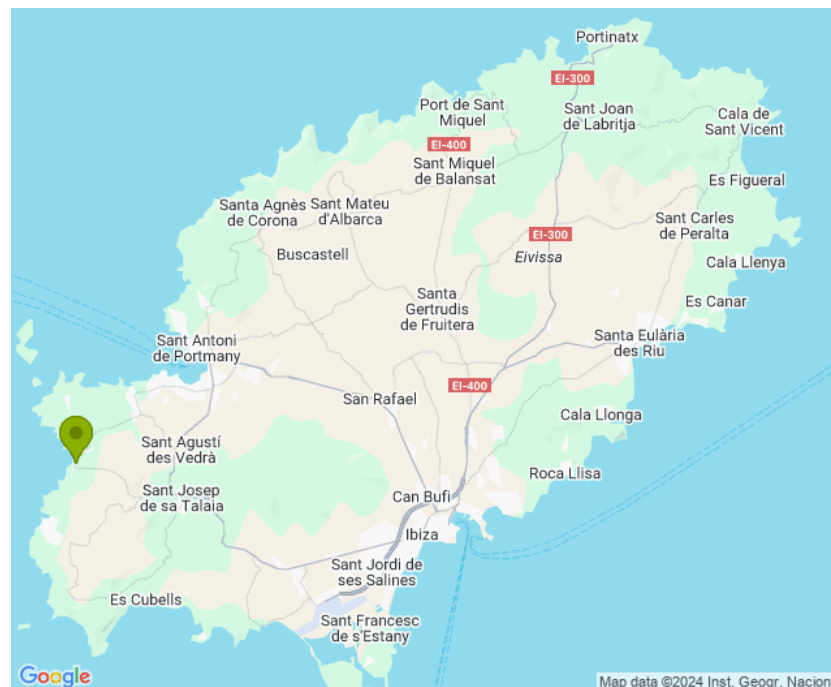 Portinatx
EI-300
Port de Sant
Miquel
Sant Joan
de Labritja
Cala de
Sant Vicent
EI-400
Sant Miquel
de Balansat
Es Figueral
Santa Agnès
de Corona
Sant Mateu
d'Albarca
Sant Carles
de Peralta
EI-300
Buscastell
Eivissa
Cala Llenya
Santa
Gertrudis
de Fruitera
Es Canar
Sant Antoni
de Portmany
Santa Eulària
des Riu
EI-400
San Rafael
Cala Llonga
Sant Agustí
des Vedrà
Roca Llisa
Sant Josep
de sa Talaia
Can Bufi
Ibiza
Sant Jordi de
ses Salines
Es Cubells
Sant Francesc
de s'Estany
Google
Map data ©2024 Inst. Geogr. Nacion